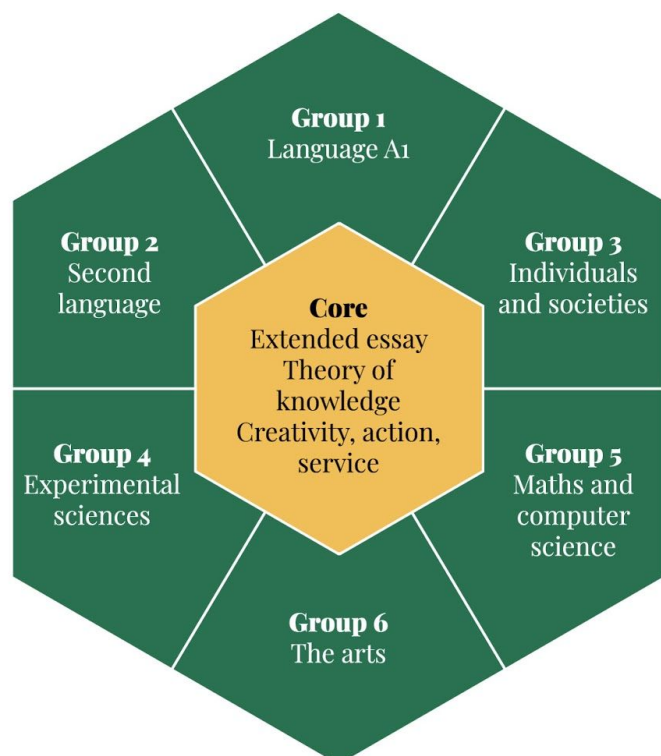 Group 1
Language A1
Group 2
Second
language
Group 3
Individuals
and societies
Core
Extended essay
Theory of
knowledge
Creativity, action,
service
Group 4
Experimental
sciences
Group 5
Maths and
computer
science
Group 6
The arts